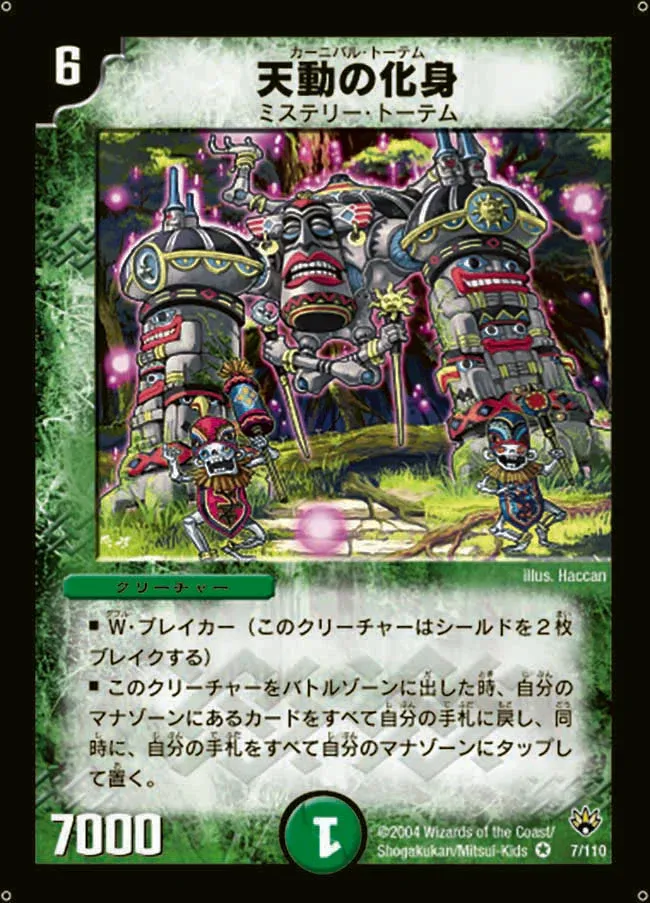 6
カーニバル・トーテム
天動の化身
ミステリー・トーテム
illus. Haccan
クリーチャー
■ W・ブレイカー（このクリーチャーはシールドを２枚
ブレイクする）
■ このクリーチャーをバトルゾーンに出した時、自分の
マナゾーンにあるカードをすべて自分の手札に戻し、同
時に、自分の手札をすべて自分のマナゾーンにタップし
て置く。
7000
1
©2004 Wizards of the Coast/
Shogakukan/Mitsui-Kids
7/110